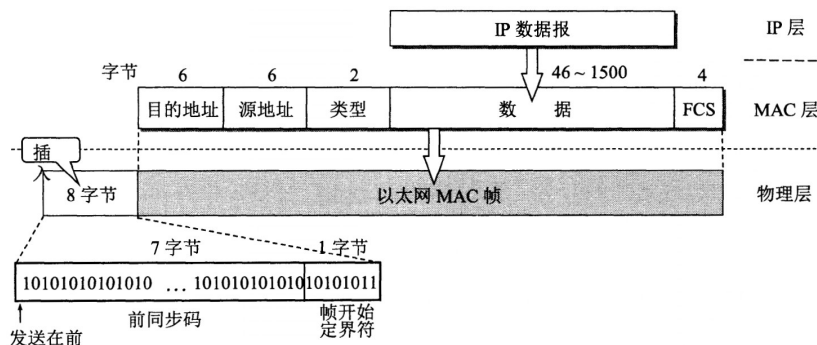 IP 数据报
IP 层
字节
6
6
2
46~1500
4
目的地址
源地址
类型
数 据
FCS
MAC 层
插
入
8 字节
以太网 MAC 帧
物理层
7 字节
1 字节
10101010101010 ... 101010101010
10101011
前同步码
帧开始
定界符
发送在前